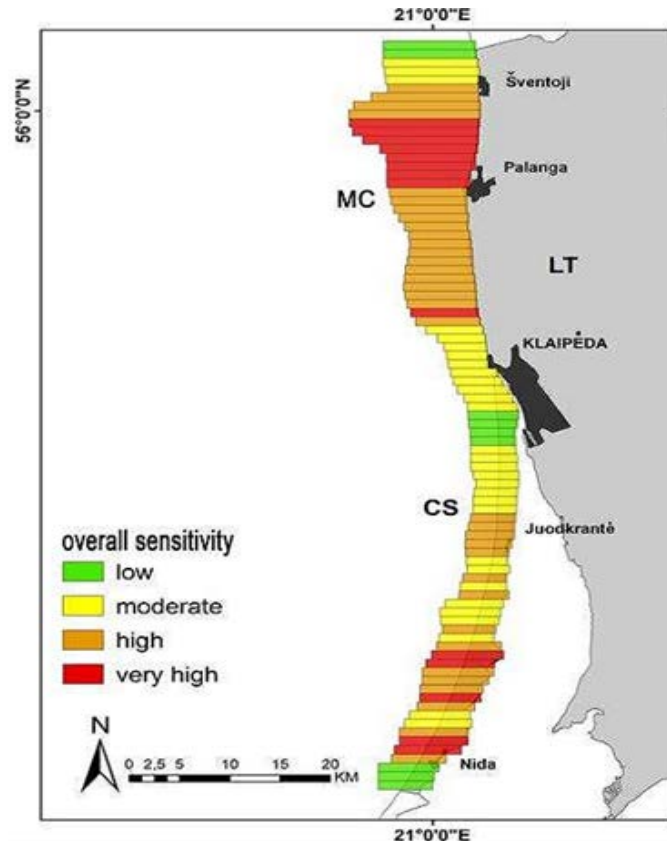 21°0'0"E
56°0'0"N
Šventoji
Palanga
MC
LT
KLAIPĖDA
CS
Juodkrantė
overall sensitivity
low
moderate
high
very high
N
0 2,5 5 10 15 20
KM
Nida
21°0'0"E